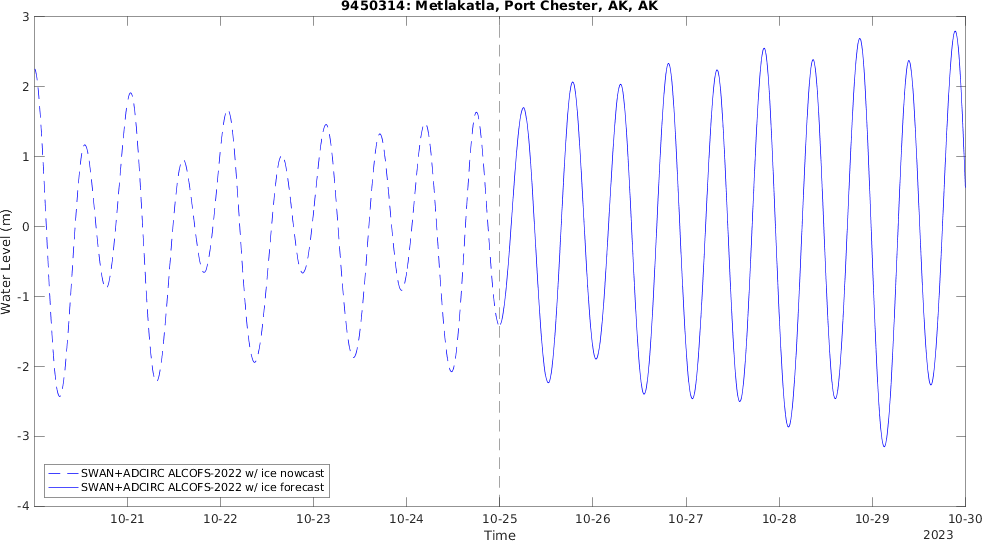 9450314: Metlakatla, Port Chester, AK, AK
3
2
1
0
-1
-2
-3
-4
Water Level (m)
SWAN+ADCIRC ALCOFS-2022 w/ ice nowcast
SWAN+ADCIRC ALCOFS-2022 w/ ice forecast
10-21 10-22 10-23 10-24 10-25 10-26 10-27 10-28 10-29 10-30
Time
2023